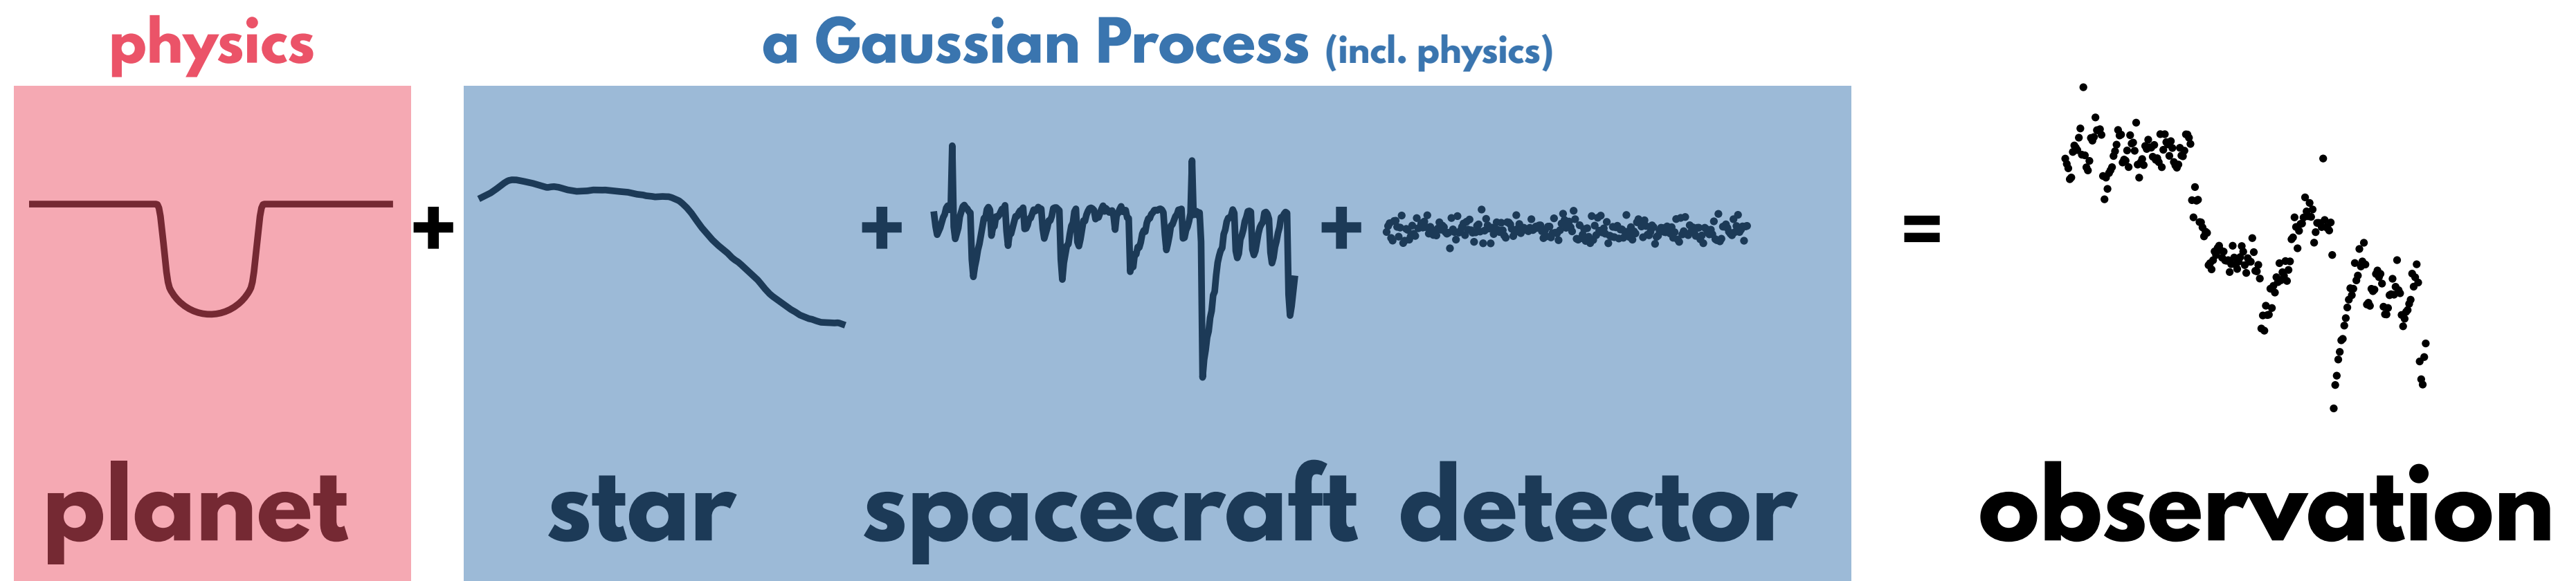 physics
a Gaussian Process (incl. physics)
+ + + =
planet star spacecraft detector observation